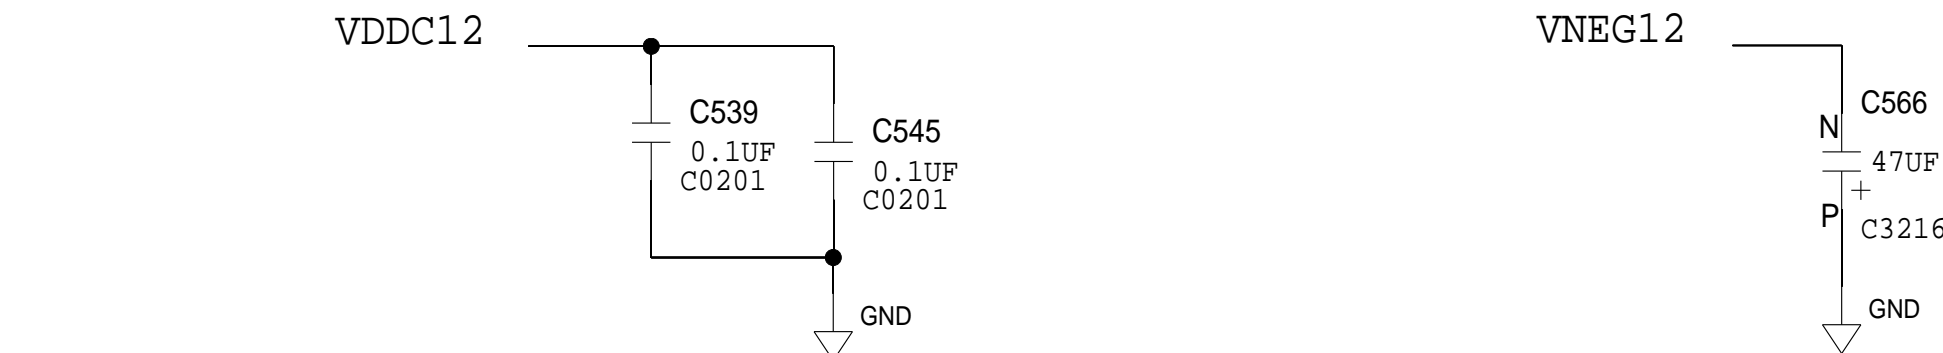 VDDC12
C539
0.1UF
C0201
C545
0.1UF
C0201
GND
VNEG12
C566
N
47UF
+
P
C3216
GND